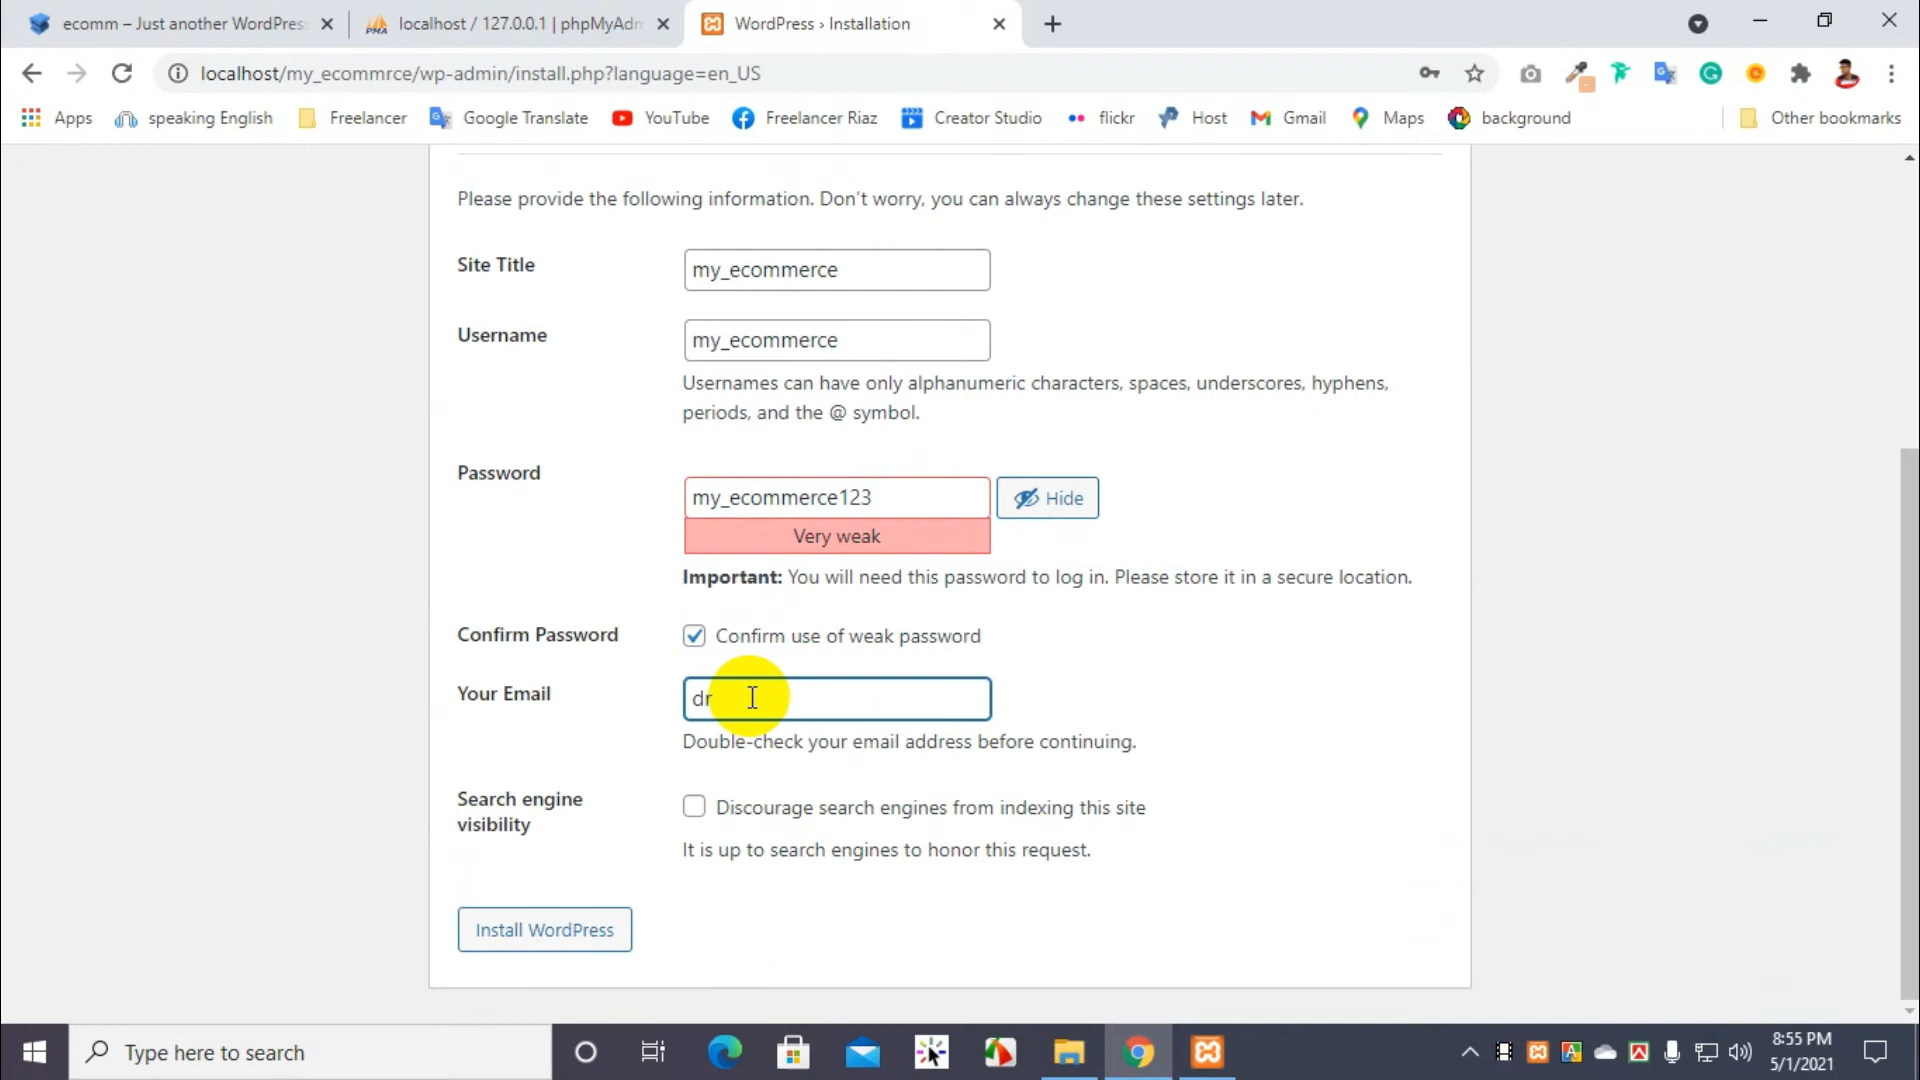 ecomm – Just another WordPres
localhost / 127.0.0.1 | phpMyAdm
WordPress › Installation
localhost/my_ecommrce/wp-admin/install.php?language=en_US
Apps
speaking English
Freelancer
Google Translate
YouTube
Freelancer Riaz
Creator Studio
flickr
Host
Gmail
Maps
background
Other bookmarks
Please provide the following information. Don’t worry, you can always change these settings later.
Site Title
my_ecommerce
Username
my_ecommerce
Usernames can have only alphanumeric characters, spaces, underscores, hyphens,
periods, and the @ symbol.
Password
my_ecommerce123
Hide
Very weak
Important: You will need this password to log in. Please store it in a secure location.
Confirm Password
Confirm use of weak password
Your Email
dr
Double-check your email address before continuing.
Search engine
visibility
Discourage search engines from indexing this site
It is up to search engines to honor this request.
Install WordPress
Type here to search
8:55 PM
5/1/2021